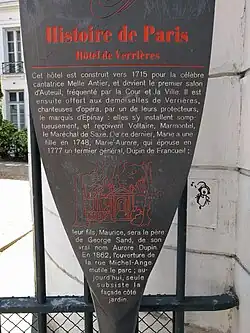 Histoire de Paris
Hôtel de Verrières
Cet hôtel est construit vers 1715 pour la célèbre
cantatrice Melle Antier, et devient le premier salon
d'Auteuil, fréquenté par la Cour et la Ville. Il est
ensuite offert aux demoiselles de Verrières,
chanteuses d'opéra, par un de leurs protecteurs,
le marquis d'Epinay : elles s'y installent somp-
tueusement, et reçoivent Voltaire, Marmontel,
le Maréchal de Saxe. De ce dernier, Marie a une
fille en 1748, Marie-Aurore, qui épouse en
1777 un fermier général, Dupin de Francueil ;
leur fils, Maurice, sera le père
de George Sand, de son
vrai nom Aurore Dupin.
En 1862, l'ouverture de
la rue Michel-Ange
mutile le parc ; au-
jourd'hui, seule
subsiste la
façade côté
jardin.